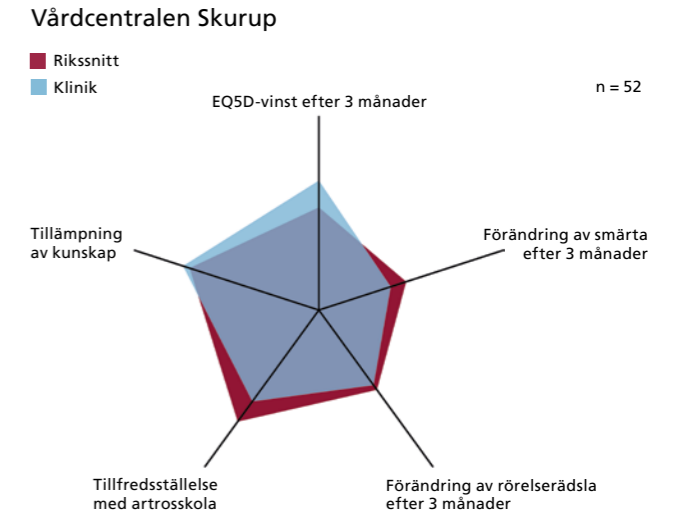 Vårdcentralen Skurup
Rikssnitt
Klinik
n = 52
EQ5D-vinst efter 3 månader
Tillämpning
av kunskap
Förändring av smärta
efter 3 månader
Tillfredsställelse
med artrosskola
Förändring av rörelserädsla
efter 3 månader